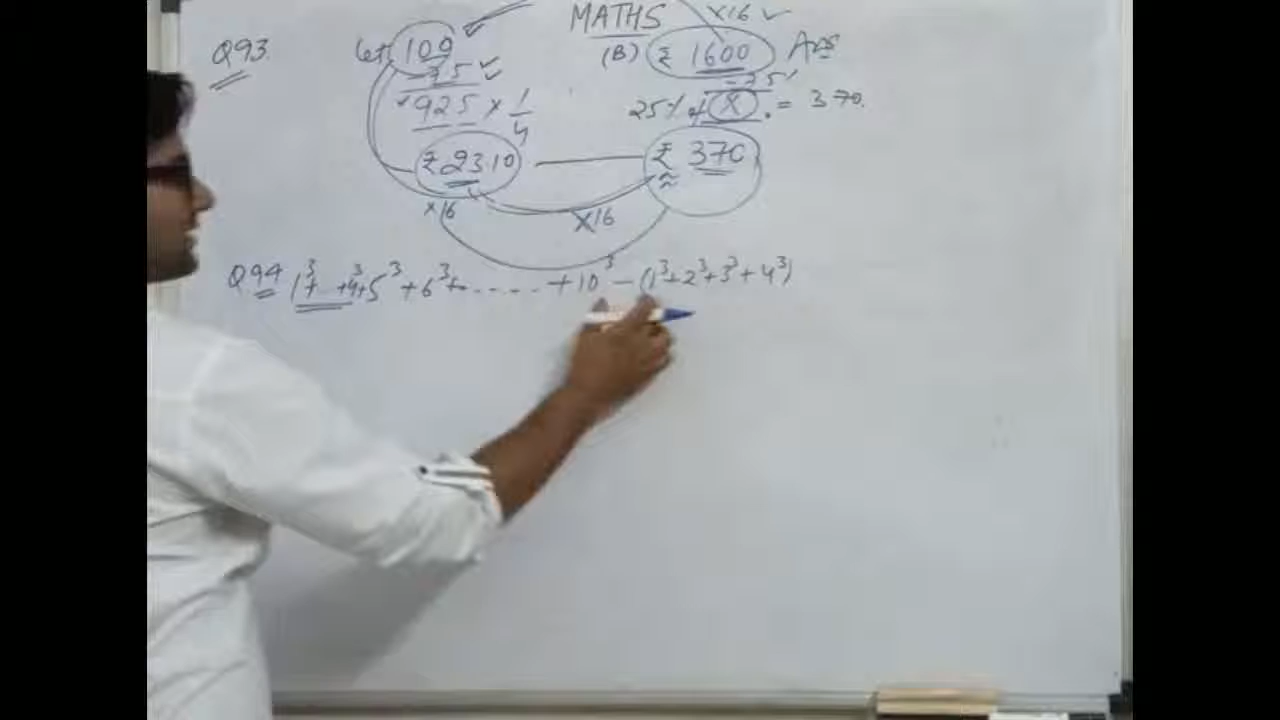 MATHS
×16 ✓
Q93.
let 100
(B) ₹ 1600 Ans
75
925 × 1/4
25% of X = 370.
₹ 23.10
₹ 370
×16
×16
Q94 1³+...+4³+5³+6³+.....+10³-(1³+2³+3³+4³)